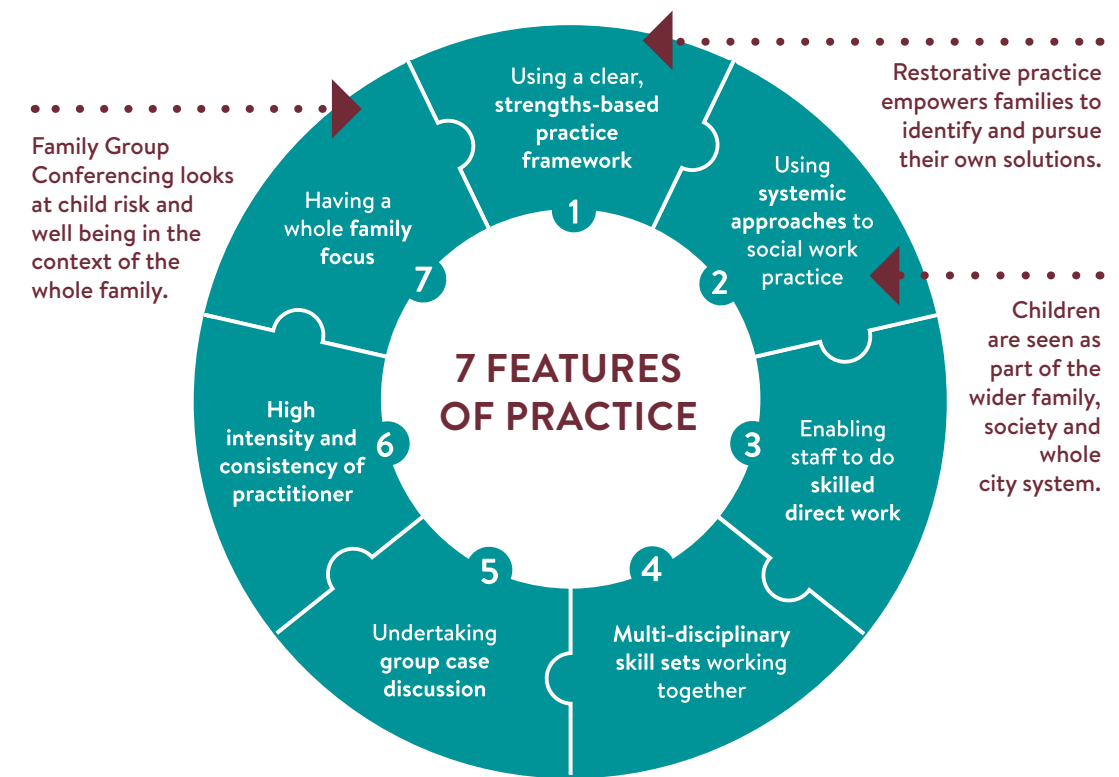 7 FEATURES
OF PRACTICE
1
Using a clear,
strengths-based
practice
framework
Restorative practice
empowers families to
identify and pursue
their own solutions.
2
Using
systemic
approaches to
social work
practice
Children
are seen as
part of the
wider family,
society and
whole
city system.
3
Enabling
staff to do
skilled
direct work
4
Multi-disciplinary
skill sets working
together
5
Undertaking
group case
discussion
6
High
intensity and
consistency of
practitioner
7
Having a
whole family
focus
Family Group
Conferencing looks
at child risk and
well being in the
context of the
whole family.